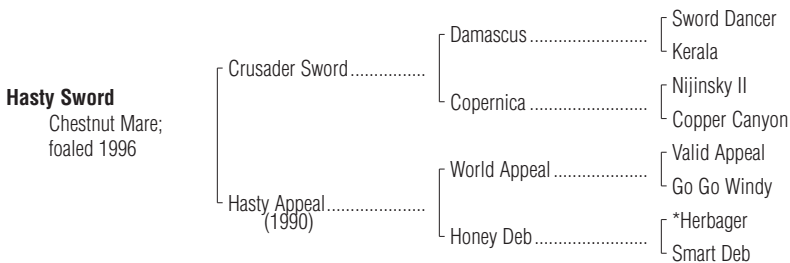 Hasty Sword
Chestnut Mare;
foaled 1996
Crusader Sword................
Hasty Appeal.....................
(1990)
Damascus.........................
Copernica.........................
World Appeal....................
Honey Deb........................
Sword Dancer
Kerala
Nijinsky II
Copper Canyon
Valid Appeal
Go Go Windy
*Herbager
Smart Deb